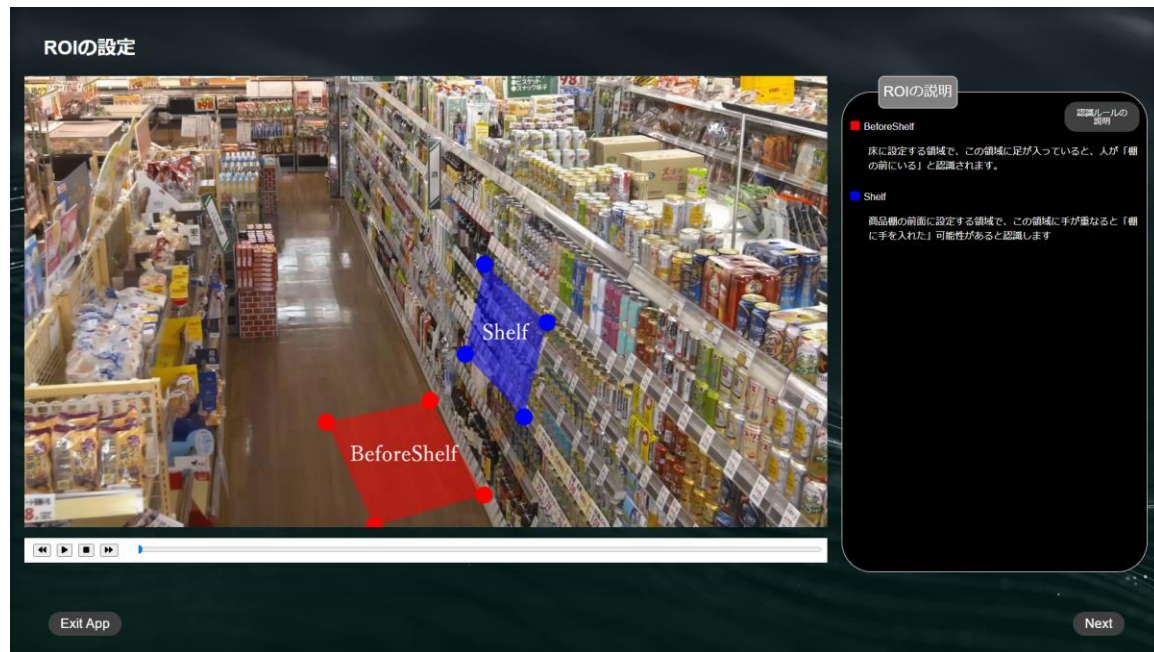 ROIの設定
98
98
Shelf
BeforeShelf
8
ROIの説明
認識ルールの
説明
BeforeShelf
床に設定する領域で、この領域に足が入っていると、人が「棚
の前にいる」と認識されます。
Shelf
商品棚の前面に設定する領域で、この領域に手が重なると「棚
に手を入れた」可能性があると認識します
Exit App
Next